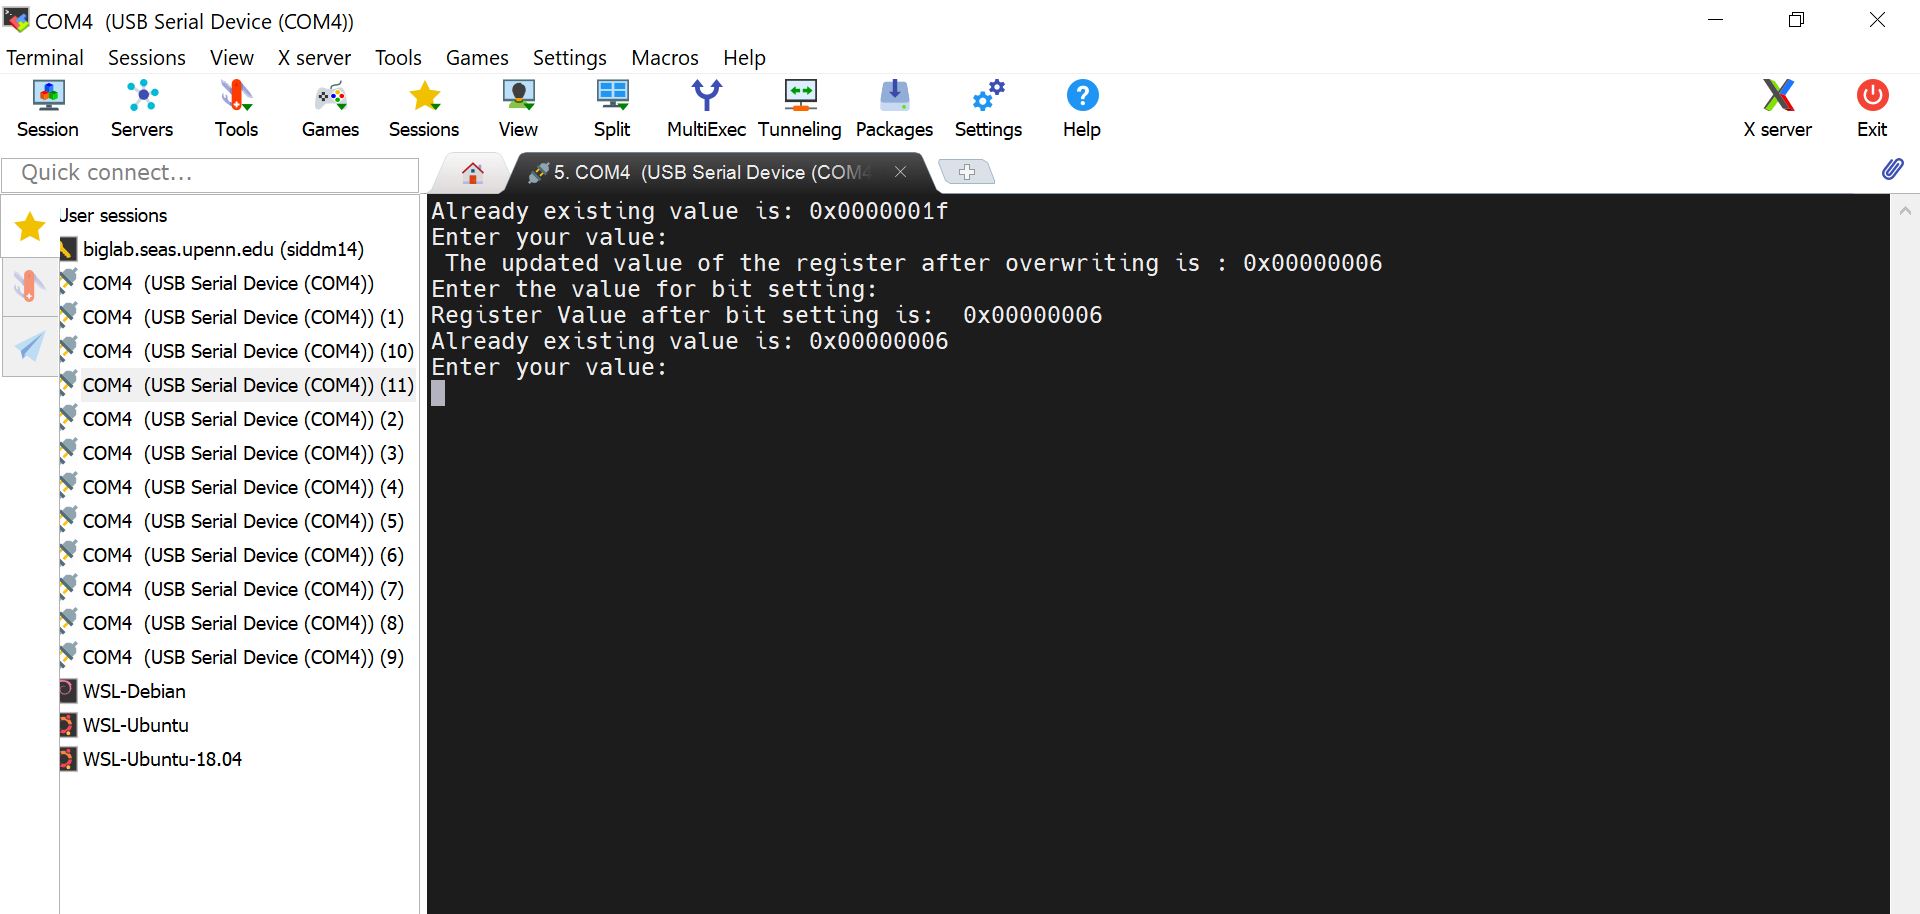 COM4 (USB Serial Device (COM4))
Terminal Sessions View X server Tools Games Settings Macros Help
Session Servers Tools Games Sessions View Split MultiExec Tunneling Packages Settings Help X server Exit
Quick connect...
5. COM4 (USB Serial Device (COM4
User sessions
biglab.seas.upenn.edu (siddm14)
COM4 (USB Serial Device (COM4))
COM4 (USB Serial Device (COM4)) (1)
COM4 (USB Serial Device (COM4)) (10)
COM4 (USB Serial Device (COM4)) (11)
COM4 (USB Serial Device (COM4)) (2)
COM4 (USB Serial Device (COM4)) (3)
COM4 (USB Serial Device (COM4)) (4)
COM4 (USB Serial Device (COM4)) (5)
COM4 (USB Serial Device (COM4)) (6)
COM4 (USB Serial Device (COM4)) (7)
COM4 (USB Serial Device (COM4)) (8)
COM4 (USB Serial Device (COM4)) (9)
WSL-Debian
WSL-Ubuntu
WSL-Ubuntu-18.04
Already existing value is: 0x0000001f
Enter your value:
The updated value of the register after overwriting is : 0x00000006
Enter the value for bit setting:
Register Value after bit setting is: 0x00000006
Already existing value is: 0x00000006
Enter your value: